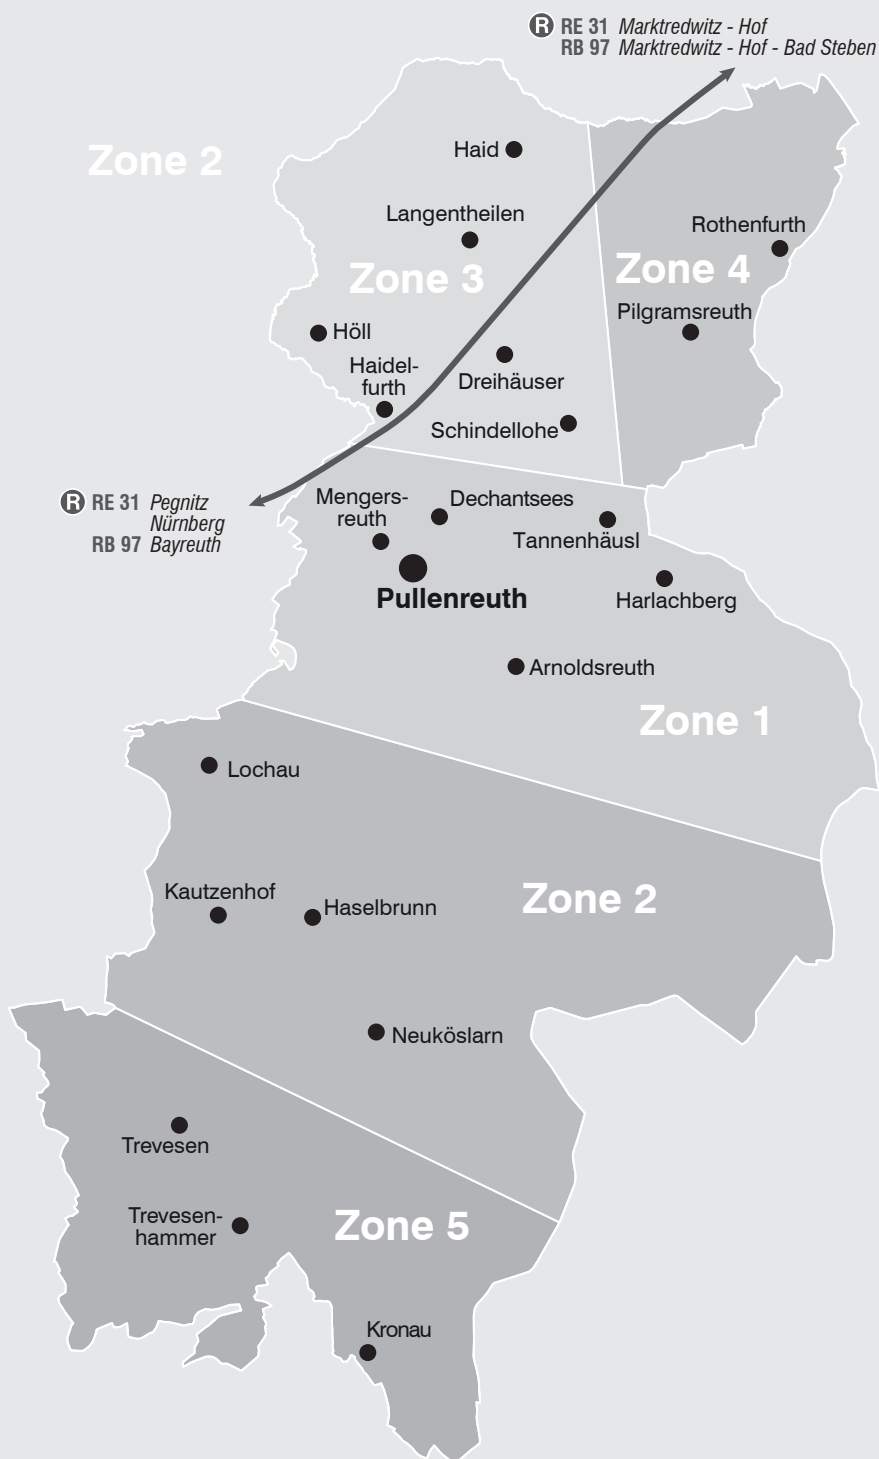 R RE 31 Marktredwitz - Hof
RB 97 Marktredwitz - Hof - Bad Steben
Zone 2
Haid
Langentheilen
Zone 3
Rothenfurth
Zone 4
Pilgramsreuth
Höll
Haidel-
furth
Dreihäuser
Schindellohe
R RE 31 Pegnitz
Nürnberg
RB 97 Bayreuth
Mengers-
reuth
Dechantsees
Tannenhäusl
Pullenreuth
Harlachberg
Arnoldsreuth
Zone 1
Lochau
Kautzenhof
Haselbrunn
Zone 2
Neuköslarn
Trevesen
Trevesen-
hammer
Zone 5
Kronau